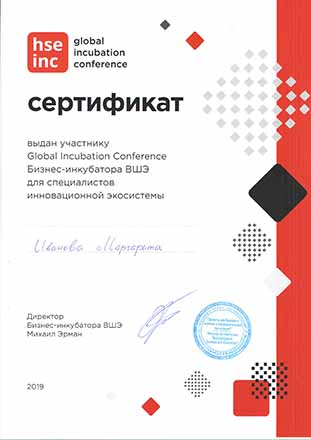 hse
inc
global
incubation
conference
сертификат
выдан участнику
Global Incubation Conference
Бизнес-инкубатора ВШЭ
для специалистов
инновационной экосистемы
Иванова Маргарита
Директор
Бизнес-инкубатора ВШЭ
Михаил Эрман
2019